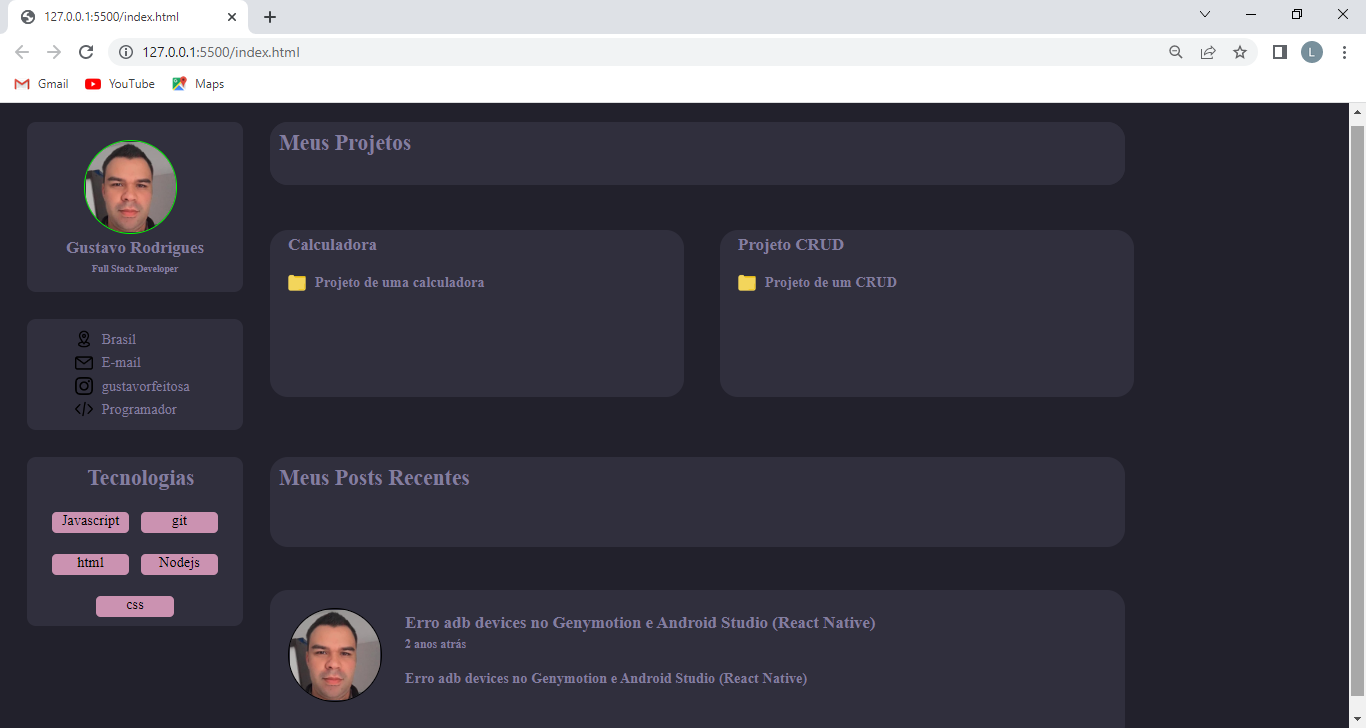 127.0.0.1:5500/index.html
127.0.0.1:5500/index.html
L
Gmail YouTube Maps
Gustavo Rodrigues
Full Stack Developer
Brasil
E-mail
gustavorfeitosa
Programador
Tecnologias
Javascript git
html Nodejs
css
Meus Projetos
Calculadora
Projeto de uma calculadora
Projeto CRUD
Projeto de um CRUD
Meus Posts Recentes
Erro adb devices no Genymotion e Android Studio (React Native)
2 anos atrás
Erro adb devices no Genymotion e Android Studio (React Native)